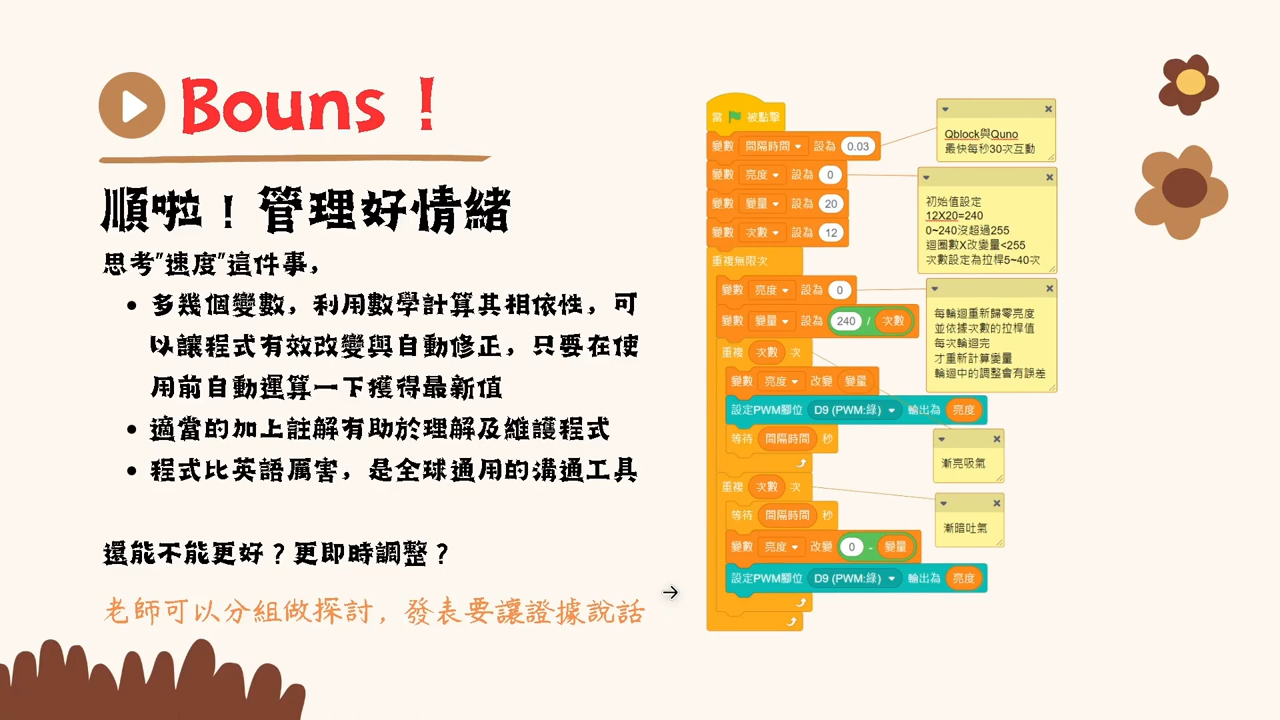 Bouns！
順啦！管理好情緒
思考"速度"這件事，
多幾個變數，利用數學計算其相依性，可
以讓程式有效改變與自動修正，只要在使
用前自動運算一下獲得最新值
適當的加上註解有助於理解及維護程式
程式比英語厲害，是全球通用的溝通工具
還能不能更好？更即時調整？
老師可以分組做探討，發表要讓證據說話
當 被點擊
變數 間隔時間 設為 0.03
變數 亮度 設為 0
變數 變量 設為 20
變數 次數 設為 12
重複無限次
變數 亮度 設為 0
變數 變量 設為 240 / 次數
重複 次數 次
變數 亮度 改變 變量
設定PWM腳位 D9 (PWM:綠) 輸出為 亮度
等待 間隔時間 秒
重複 次數 次
等待 間隔時間 秒
變數 亮度 改變 0 - 變量
設定PWM腳位 D9 (PWM:綠) 輸出為 亮度
Qblock與Quno
最快每秒30次互動
初始值設定
12X20=240
0~240沒超過255
迴圈數X改變量<255
次數設定為拉桿5~40次
每輪迴重新歸零亮度
並依據次數的拉桿值
每次輪迴完
才重新計算變量
輪迴中的調整會有誤差
漸亮吸氣
漸暗吐氣